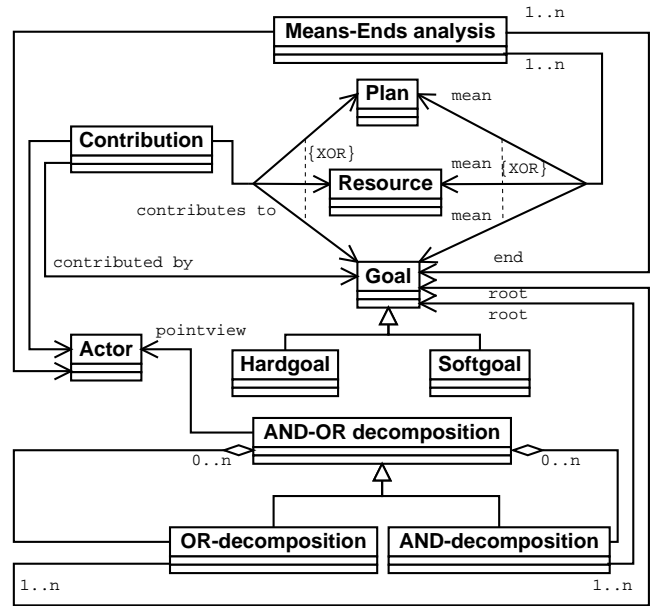 1..n
Means-Ends analysis
1..n
Plan
mean
Contribution
{XOR}
mean
{XOR}
Resource
contributes to
mean
contributed by
end
Goal
root
root
pointview
Actor
Hardgoal
Softgoal
AND-OR decomposition
0..n
0..n
OR-decomposition
AND-decomposition
1..n
1..n